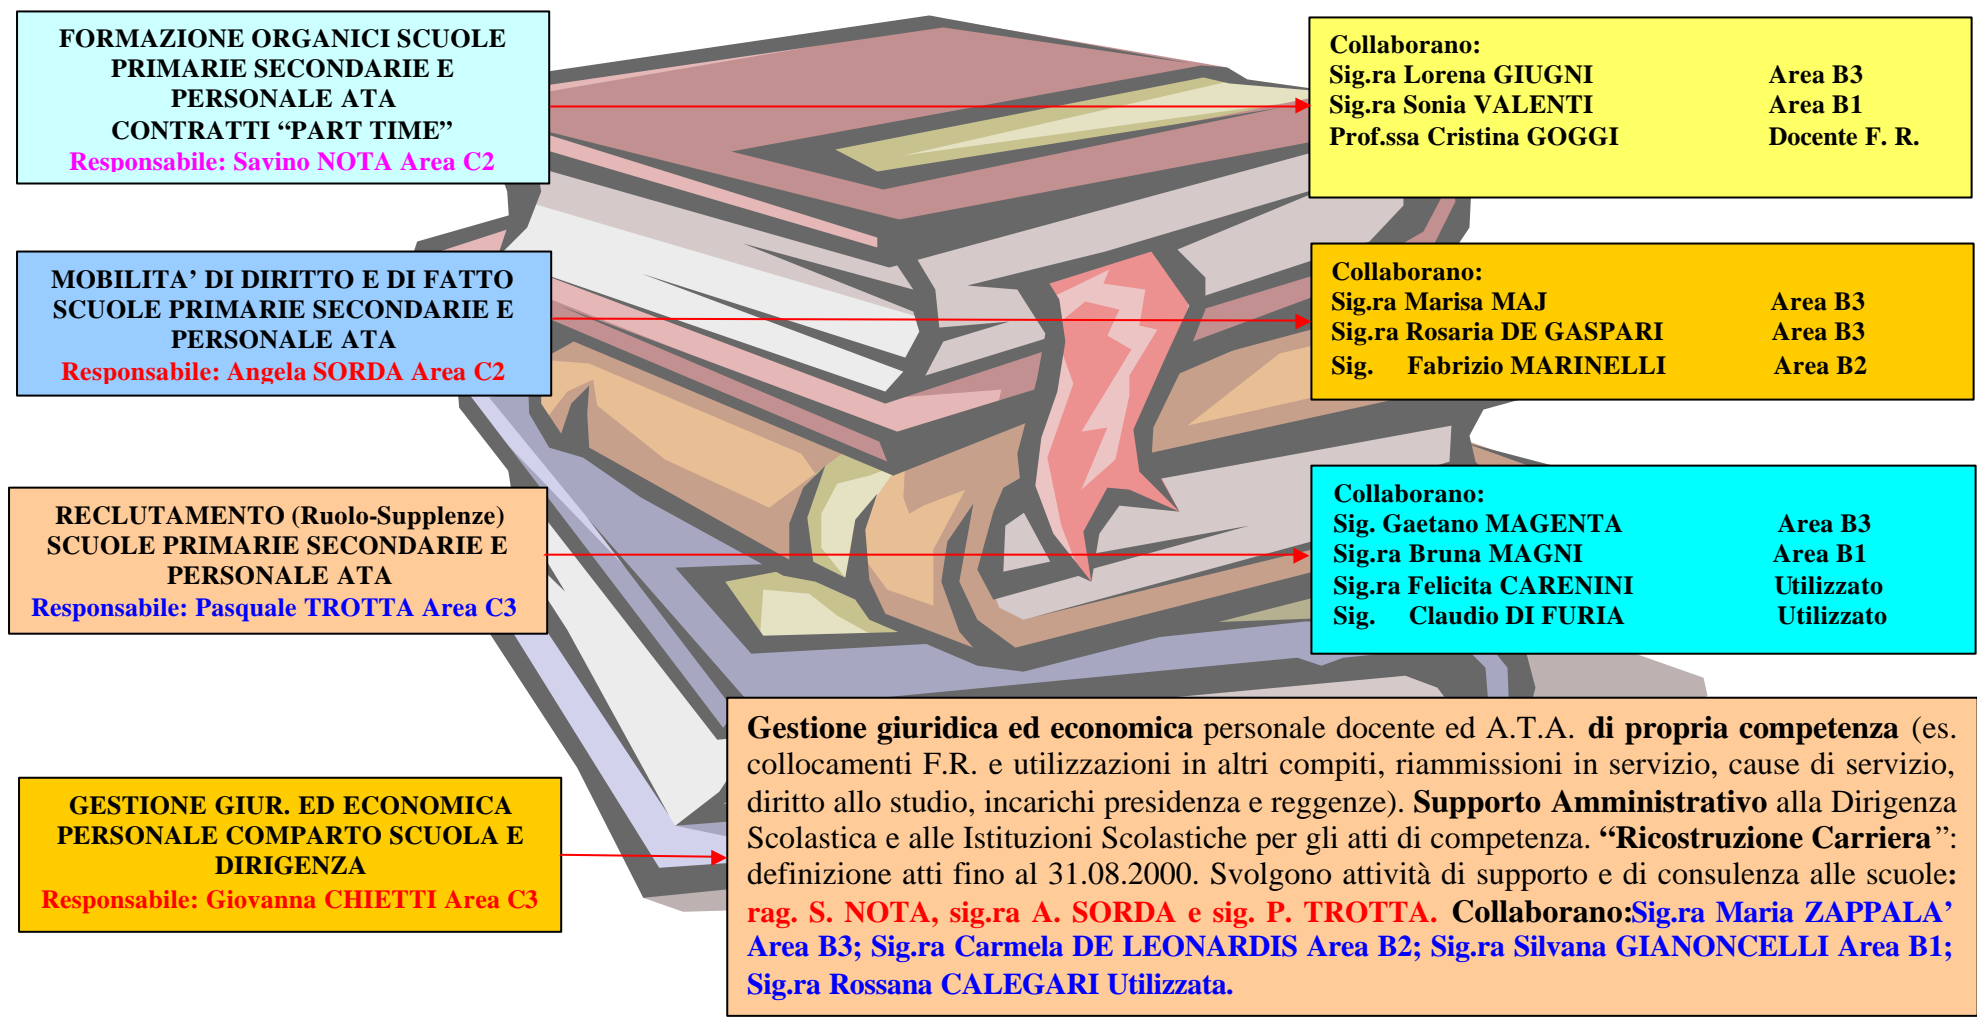 FORMAZIONE ORGANICI SCUOLE
PRIMARIE SECONDARIE E
PERSONALE ATA
CONTRATTI “PART TIME”
Responsabile: Savino NOTA Area C2
Collaborano:
Sig.ra Lorena GIUGNI Area B3
Sig.ra Sonia VALENTI Area B1
Prof.ssa Cristina GOGGI Docente F. R.
MOBILITA’ DI DIRITTO E DI FATTO
SCUOLE PRIMARIE SECONDARIE E
PERSONALE ATA
Responsabile: Angela SORDA Area C2
Collaborano:
Sig.ra Marisa MAJ Area B3
Sig.ra Rosaria DE GASPARI Area B3
Sig. Fabrizio MARINELLI Area B2
RECLUTAMENTO (Ruolo-Supplenze)
SCUOLE PRIMARIE SECONDARIE E
PERSONALE ATA
Responsabile: Pasquale TROTTA Area C3
Collaborano:
Sig. Gaetano MAGENTA Area B3
Sig.ra Bruna MAGNI Area B1
Sig.ra Felicita CARENINI Utilizzato
Sig. Claudio DI FURIA Utilizzato
GESTIONE GIUR. ED ECONOMICA
PERSONALE COMPARTO SCUOLA E
DIRIGENZA
Responsabile: Giovanna CHIETTI Area C3
Gestione giuridica ed economica personale docente ed A.T.A. di propria competenza (es.
collocamenti F.R. e utilizzazioni in altri compiti, riammissioni in servizio, cause di servizio,
diritto allo studio, incarichi presidenza e reggenze). Supporto Amministrativo alla Dirigenza
Scolastica e alle Istituzioni Scolastiche per gli atti di competenza. “Ricostruzione Carriera”:
definizione atti fino al 31.08.2000. Svolgono attività di supporto e di consulenza alle scuole:
rag. S. NOTA, sig.ra A. SORDA e sig. P. TROTTA. Collaborano:Sig.ra Maria ZAPPALA’
Area B3; Sig.ra Carmela DE LEONARDIS Area B2; Sig.ra Silvana GIANONCELLI Area B1;
Sig.ra Rossana CALEGARI Utilizzata.